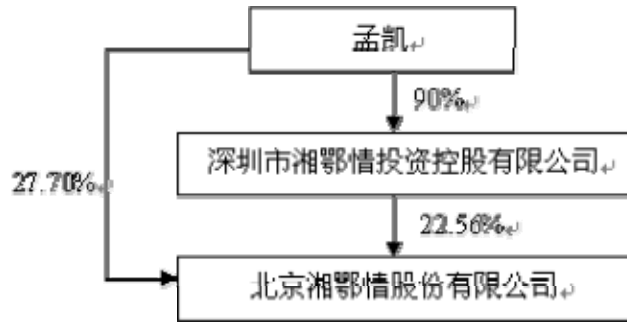 孟凯
90%
深圳市湘鄂情投资控股有限公司
27.70%
22.56%
北京湘鄂情股份有限公司